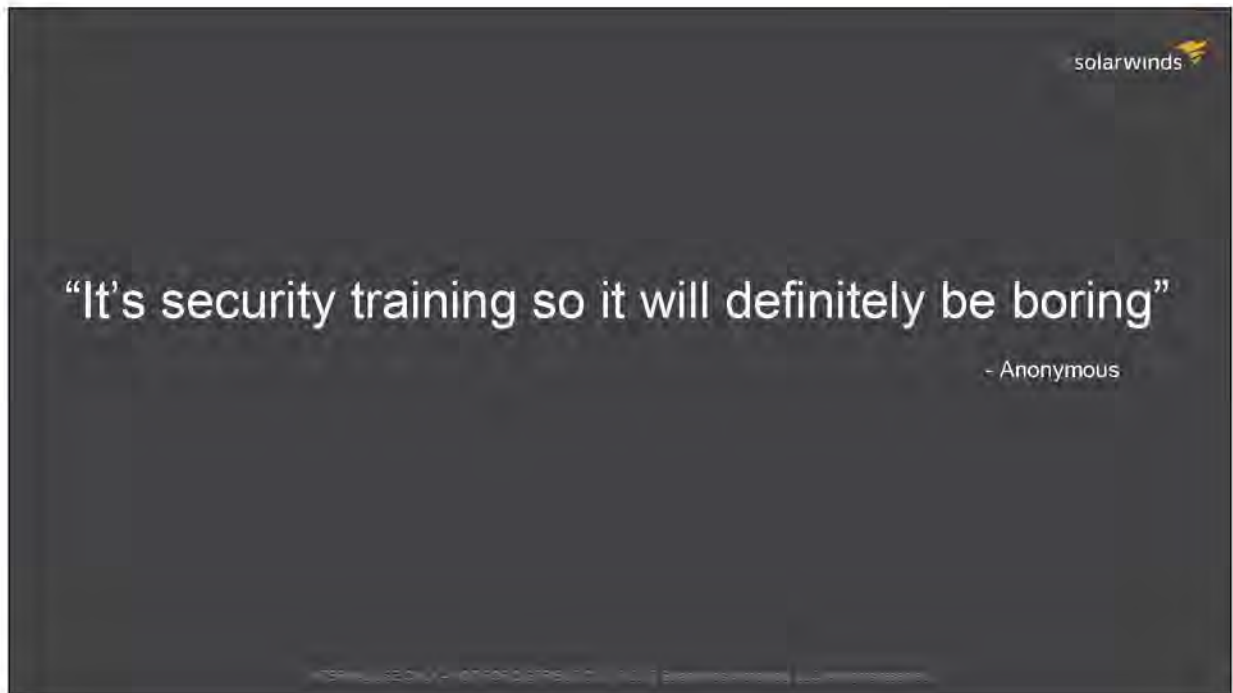 solarwinds
“It’s security training so it will definitely be boring”
- Anonymous